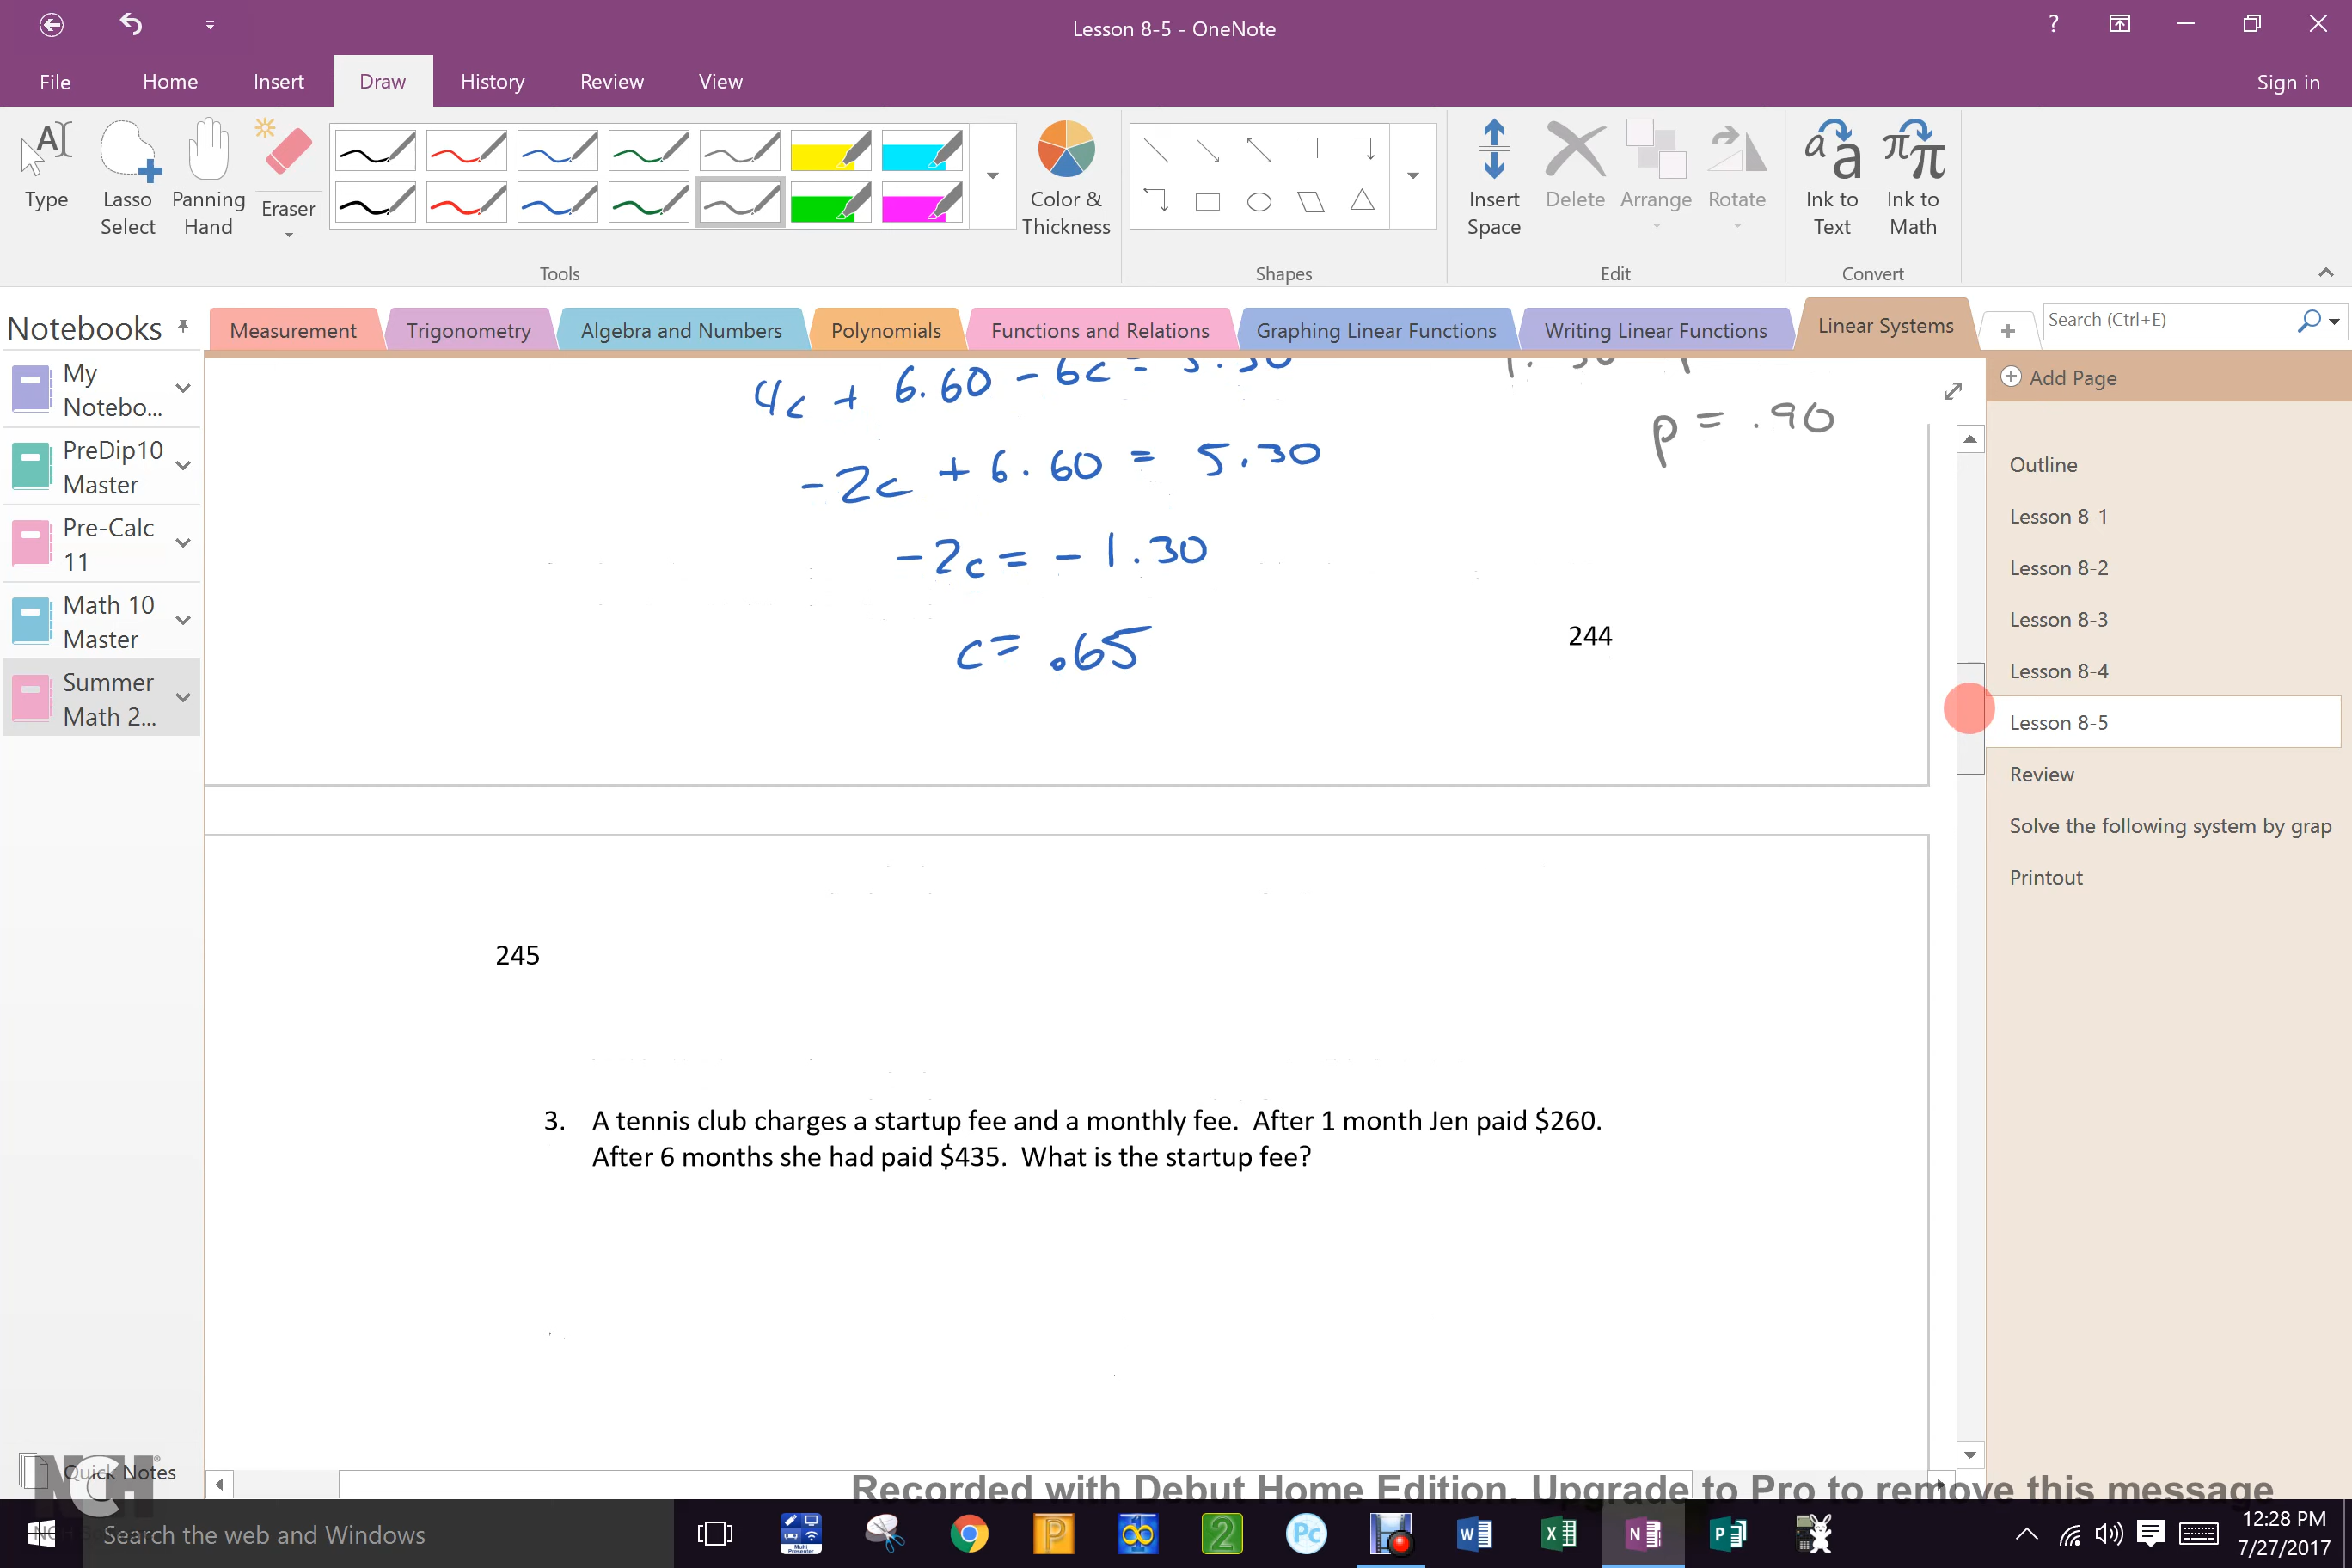 Lesson 8-5 - OneNote
?
File
Home
Insert
Draw
History
Review
View
Sign in
Type
Lasso
Select
Panning
Hand
Eraser
Color &
Thickness
Insert
Space
Delete
Arrange
Rotate
Ink to
Text
Ink to
Math
Tools
Shapes
Edit
Convert
Notebooks
Measurement
Trigonometry
Algebra and Numbers
Polynomials
Functions and Relations
Graphing Linear Functions
Writing Linear Functions
Linear Systems
+
Search (Ctrl+E)
My
Notebo...
PreDip10
Master
Pre-Calc
11
Math 10
Master
Summer
Math 2...
Quick Notes
4c + 6.60 - 6c = 5.30
p = .90
-2c + 6.60 = 5.30
-2c = -1.30
c = .65
244
245
3. A tennis club charges a startup fee and a monthly fee. After 1 month Jen paid $260.
After 6 months she had paid $435. What is the startup fee?
Add Page
Outline
Lesson 8-1
Lesson 8-2
Lesson 8-3
Lesson 8-4
Lesson 8-5
Review
Solve the following system by grap
Printout
NCH
Recorded with Debut Home Edition. Upgrade to Pro to remove this message
Search the web and Windows
12:28 PM
7/27/2017